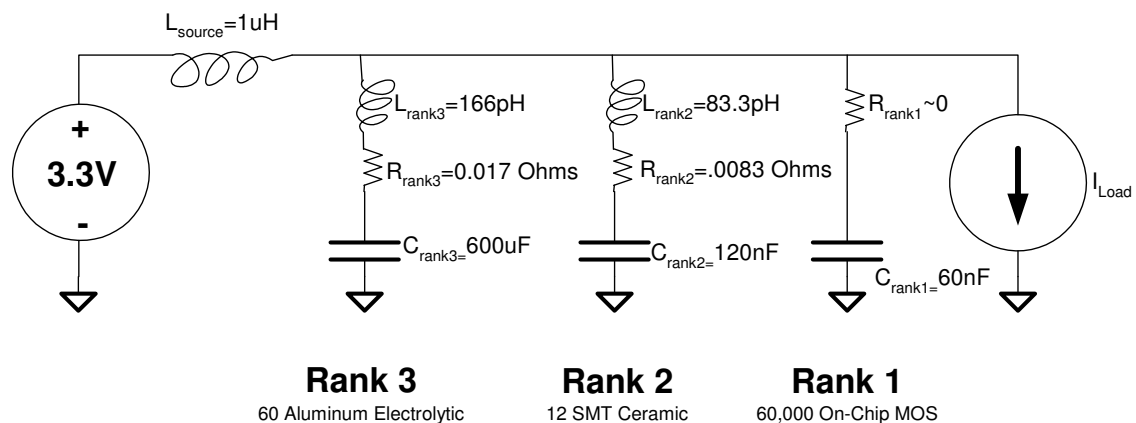 L_source=1uH
+
3.3V
-
L_rank3=166pH
R_rank3=0.017 Ohms
C_rank3=600uF
L_rank2=83.3pH
R_rank2=.0083 Ohms
C_rank2=120nF
R_rank1~0
C_rank1=60nF
I_Load
Rank 3
60 Aluminum Electrolytic
Rank 2
12 SMT Ceramic
Rank 1
60,000 On-Chip MOS